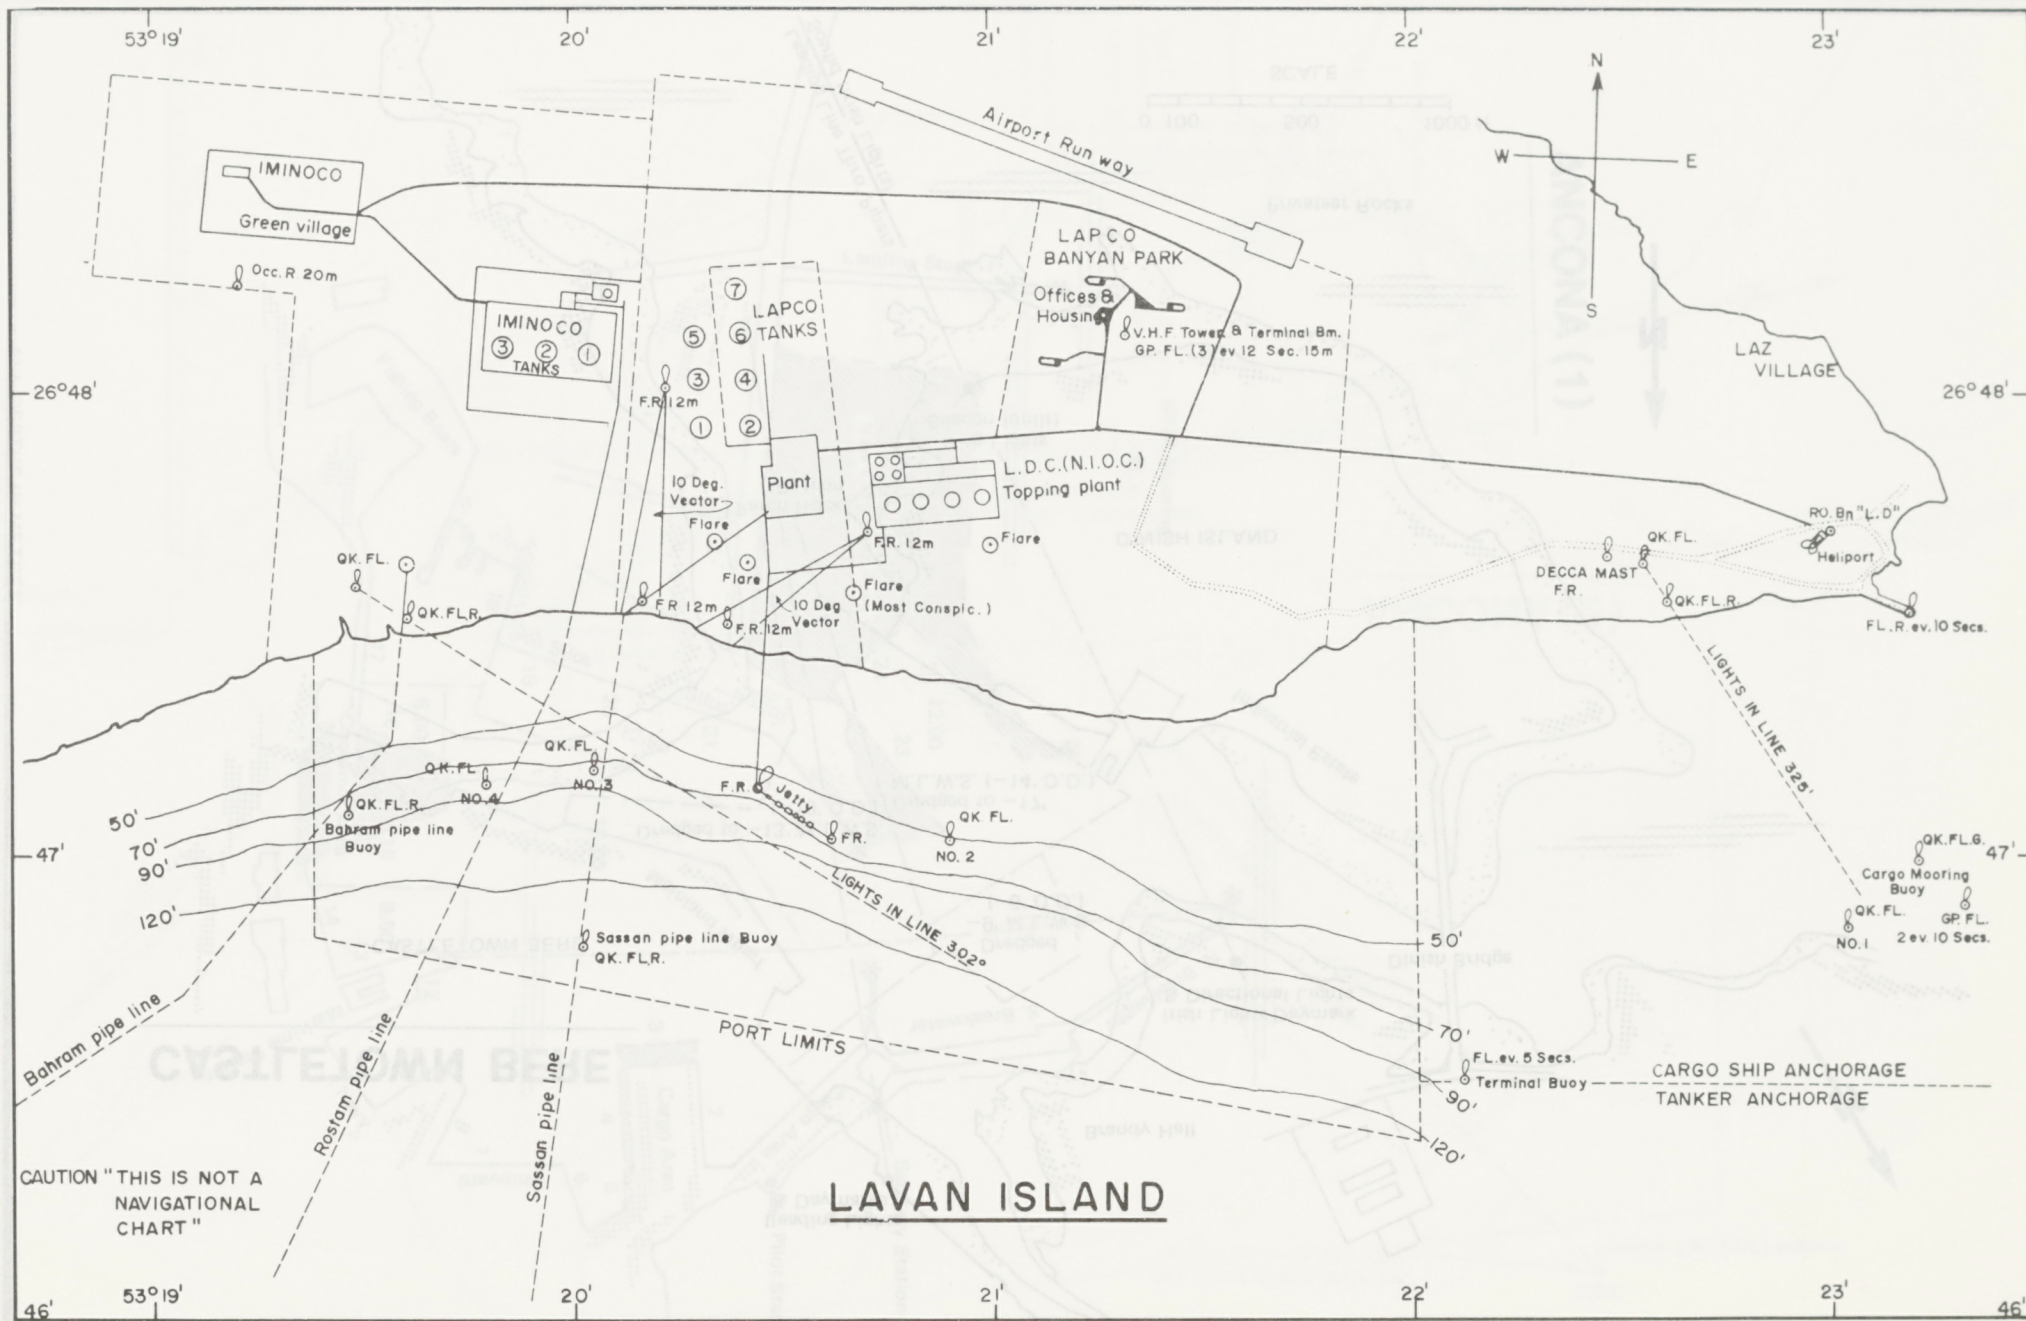 53°19'
20'
21'
22'
23'
N
W
E
S
Airport Run way
IMINOCO
Green village
Occ. R 20m
LAPCO
BANYAN PARK
Offices &
Housing
V.H.F Tower & Terminal Bm.
GP. FL. (3) ev 12 Sec. 15m
7
LAPCO
TANKS
6
5
3
4
1
2
IMINOCO
3
2
1
TANKS
LAZ
VILLAGE
26°48'
26°48'
F.R. 12m
10 Deg.
Vector
Plant
L.D.C.(N.I.O.C.)
Topping plant
Flare
Flare
Flare
F.R. 12m
Flare
(Most Conspic.)
10 Deg
Vector
F.R 12m
F.R. 12m
QK. FL.
QK. FL.R.
RO. Bn "L.D"
Heliport
QK. FL.
DECCA MAST
F.R.
QK. FL. R.
FL. R. ev. 10 Secs.
LIGHTS IN LINE 325°
QK. FL.
NO. 3
QK. FL.
NO. 4
QK. FL. R.
Bahram pipe line
Buoy
F.R.
Jetty
FR.
QK. FL.
NO. 2
50'
70'
90'
120'
47'
47'
QK. FL. G.
Cargo Mooring
Buoy
QK. FL.
NO. 1
GP. FL.
2 ev. 10 Secs.
LIGHTS IN LINE 302°
Sassan pipe line Buoy
QK. FL.R.
50'
70'
90'
120'
PORT LIMITS
FL. ev. 5 Secs.
Terminal Buoy
CARGO SHIP ANCHORAGE
TANKER ANCHORAGE
Bahram pipe line
Rostam pipe line
Sassan pipe line
CAUTION "THIS IS NOT A
NAVIGATIONAL
CHART"
LAVAN ISLAND
46'
53°19'
20'
21'
22'
23'
46'